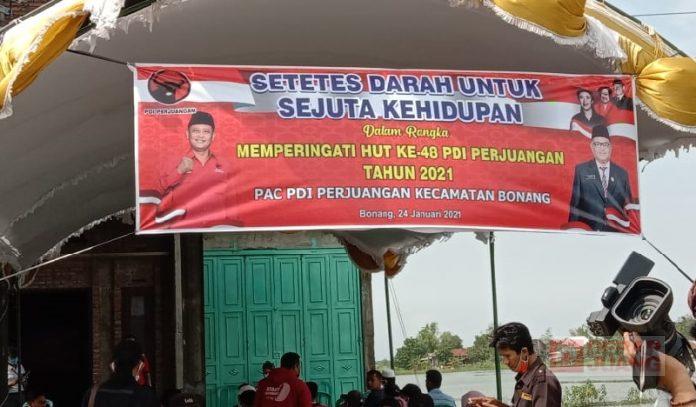 PDI PERJUANGAN
SETETES DARAH UNTUK
SEJUTA KEHIDUPAN
Dalam Rangka
MEMPERINGATI HUT KE-48 PDI PERJUANGAN
TAHUN 2021
PAC PDI PERJUANGAN KECAMATAN BONANG
Bonang, 24 Januari 2021